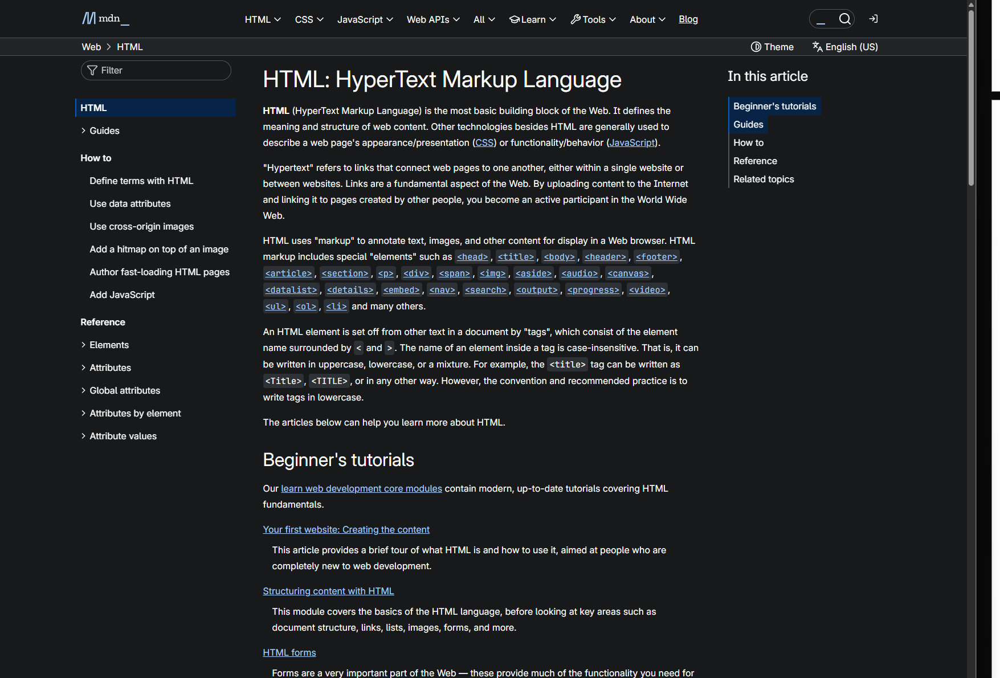 mdn_
HTML CSS JavaScript Web APIs All Learn Tools About Blog
Web HTML
Theme English (US)
Filter
HTML
Guides
How to
Define terms with HTML
Use data attributes
Use cross-origin images
Add a hitmap on top of an image
Author fast-loading HTML pages
Add JavaScript
Reference
Elements
Attributes
Global attributes
Attributes by element
Attribute values
HTML: HyperText Markup Language
HTML (HyperText Markup Language) is the most basic building block of the Web. It defines the
meaning and structure of web content. Other technologies besides HTML are generally used to
describe a web page's appearance/presentation (CSS) or functionality/behavior (JavaScript).
"Hypertext" refers to links that connect web pages to one another, either within a single website or
between websites. Links are a fundamental aspect of the Web. By uploading content to the Internet
and linking it to pages created by other people, you become an active participant in the World Wide
Web.
HTML uses "markup" to annotate text, images, and other content for display in a Web browser. HTML
markup includes special "elements" such as <head>, <title>, <body>, <header>, <footer>,
<article>, <section>, <p>, <div>, <span>, <img>, <aside>, <audio>, <canvas>,
<datalist>, <details>, <embed>, <nav>, <search>, <output>, <progress>, <video>,
<ul>, <ol>, <li> and many others.
An HTML element is set off from other text in a document by "tags", which consist of the element
name surrounded by < and >. The name of an element inside a tag is case-insensitive. That is, it can
be written in uppercase, lowercase, or a mixture. For example, the <title> tag can be written as
<Title>, <TITLE>, or in any other way. However, the convention and recommended practice is to
write tags in lowercase.
The articles below can help you learn more about HTML.
Beginner's tutorials
Our learn web development core modules contain modern, up-to-date tutorials covering HTML
fundamentals.
Your first website: Creating the content
This article provides a brief tour of what HTML is and how to use it, aimed at people who are
completely new to web development.
Structuring content with HTML
This module covers the basics of the HTML language, before looking at key areas such as
document structure, links, lists, images, forms, and more.
HTML forms
Forms are a very important part of the Web — these provide much of the functionality you need for
In this article
Beginner's tutorials
Guides
How to
Reference
Related topics